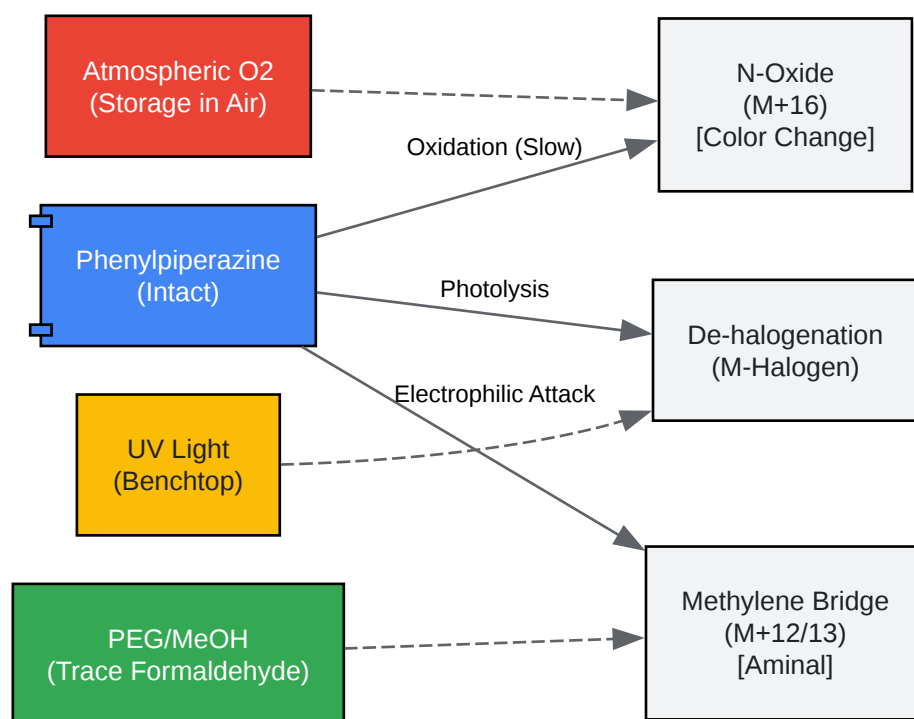 Atmospheric O2
(Storage in Air)
N-Oxide
(M+16)
[Color Change]
Oxidation (Slow)
Phenylpiperazine
(Intact)
Photolysis
De-halogenation
(M-Halogen)
Electrophilic Attack
UV Light
(Benchtop)
Methylene Bridge
(M+12/13)
[Aminal]
PEG/MeOH
(Trace Formaldehyde)